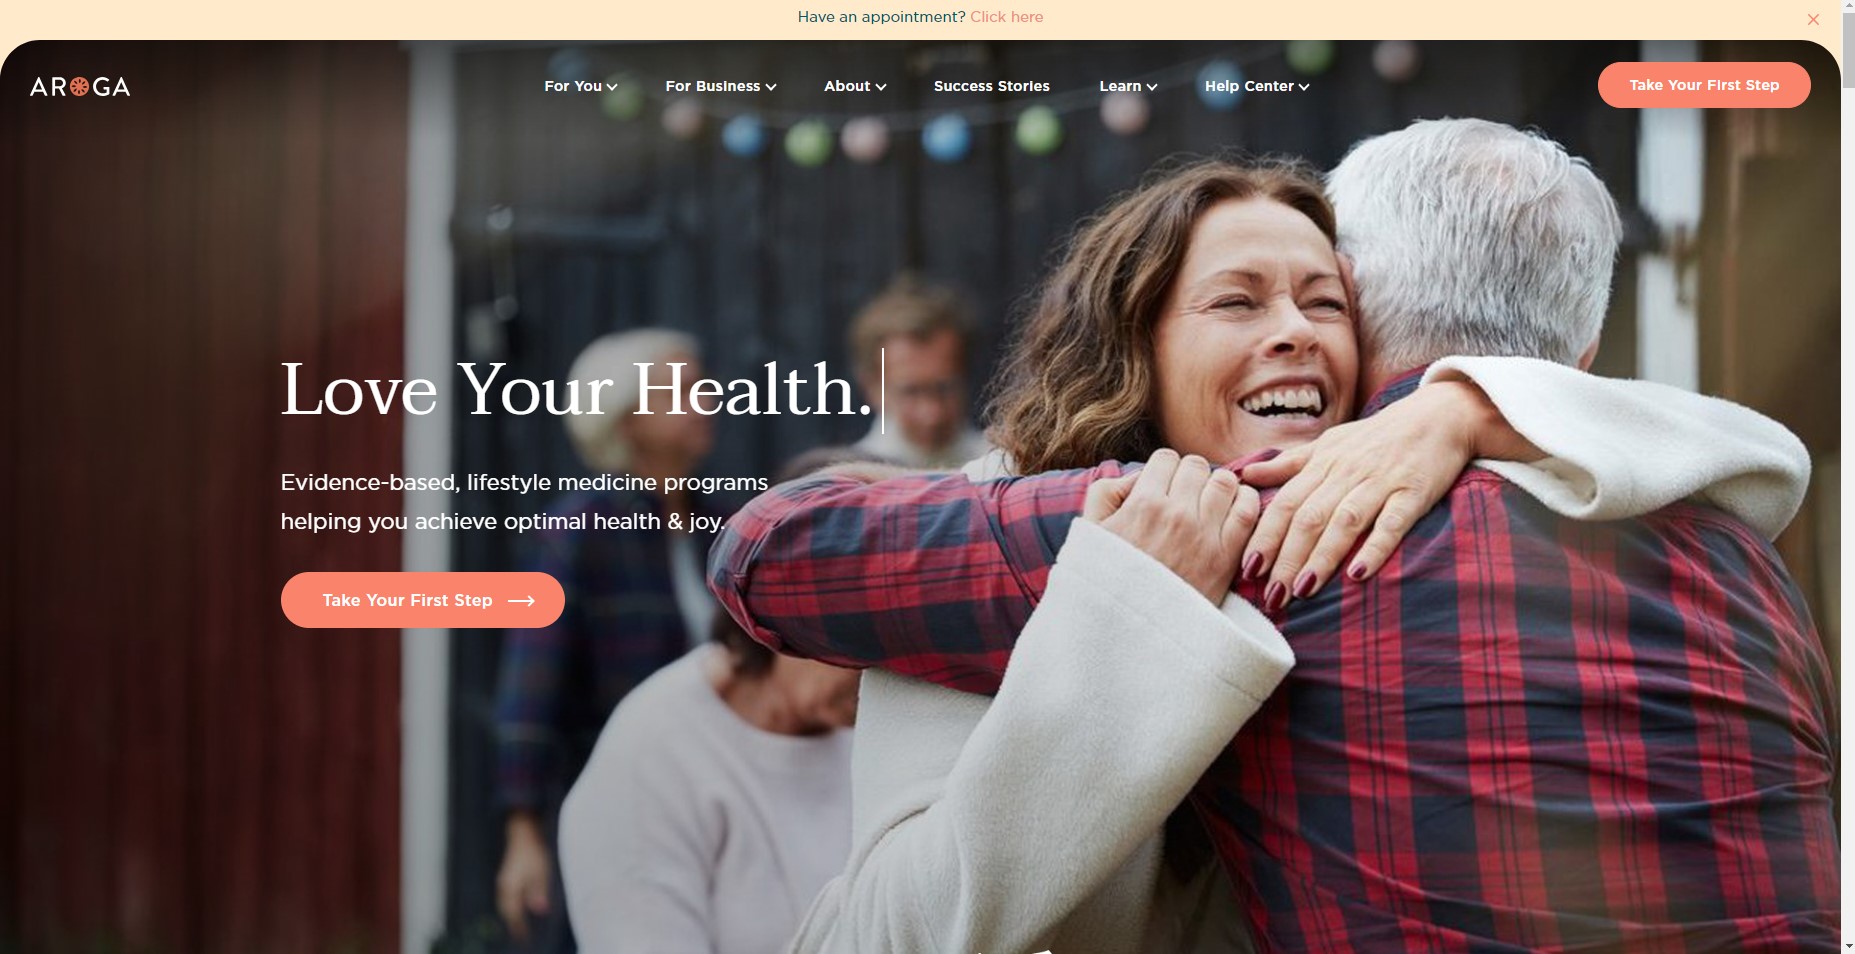 Have an appointment? Click here
AROGA
For You
For Business
About
Success Stories
Learn
Help Center
Take Your First Step
Love Your Health.
Evidence-based, lifestyle medicine programs
helping you achieve optimal health & joy.
Take Your First Step